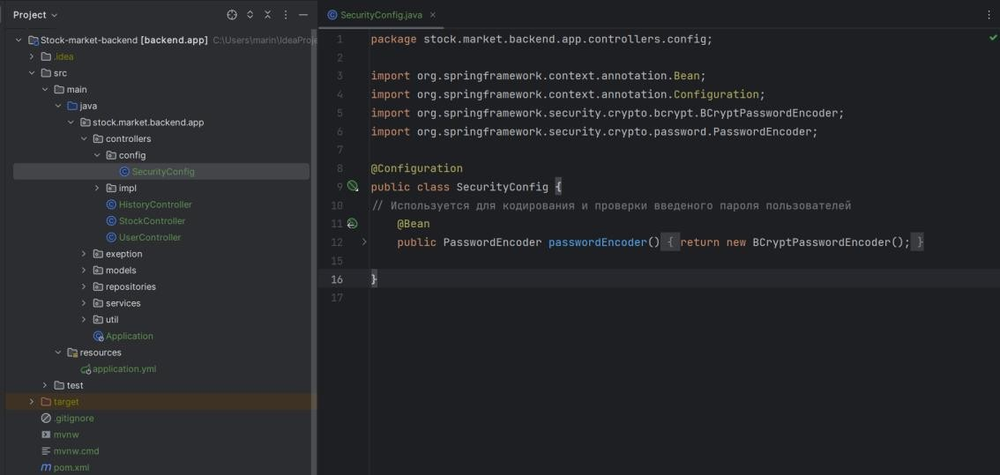 Project
Stock-market-backend [backend.app] C:\Users\marin\IdeaProje
.idea
src
main
java
stock.market.backend.app
controllers
config
SecurityConfig
impl
HistoryController
StockController
UserController
exeption
models
repositories
services
util
Application
resources
application.yml
test
target
.gitignore
mvnw
mvnw.cmd
pom.xml
SecurityConfig.java
1 package stock.market.backend.app.controllers.config;
2
3 import org.springframework.context.annotation.Bean;
4 import org.springframework.context.annotation.Configuration;
5 import org.springframework.security.crypto.bcrypt.BCryptPasswordEncoder;
6 import org.springframework.security.crypto.password.PasswordEncoder;
7
8 @Configuration
9 public class SecurityConfig {
10 // Используется для кодирования и проверки введеного пароля пользователей
11 @Bean
12 public PasswordEncoder passwordEncoder() { return new BCryptPasswordEncoder(); }
15
16 }
17